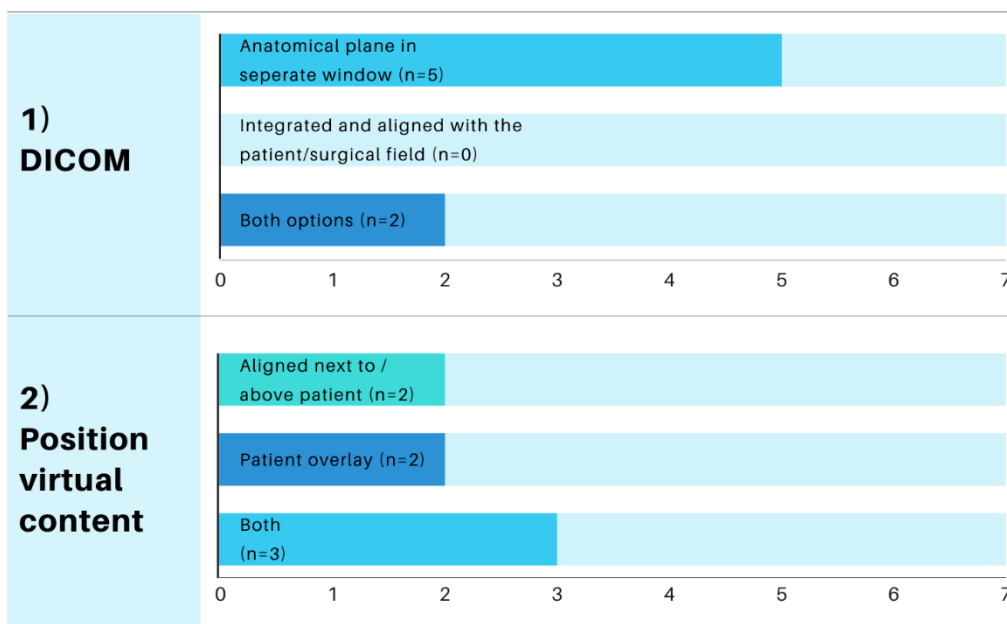 1)
DICOM
Anatomical plane in
seperate window (n=5)
Integrated and aligned with the
patient/surgical field (n=0)
Both options (n=2)
0 1 2 3 4 5 6 7
2)
Position
virtual
content
Aligned next to /
above patient (n=2)
Patient overlay (n=2)
Both
(n=3)
0 1 2 3 4 5 6 7